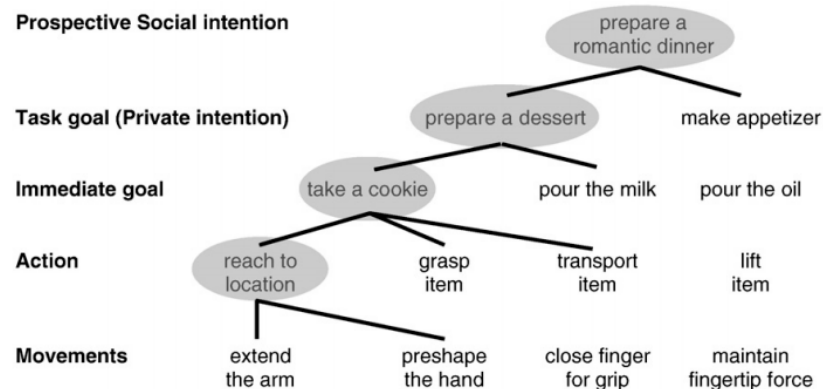 Prospective Social intention
prepare a
romantic dinner
Task goal (Private intention)
prepare a dessert
make appetizer
Immediate goal
take a cookie
pour the milk
pour the oil
Action
reach to
location
grasp
item
transport
item
lift
item
Movements
extend
the arm
preshape
the hand
close finger
for grip
maintain
fingertip force